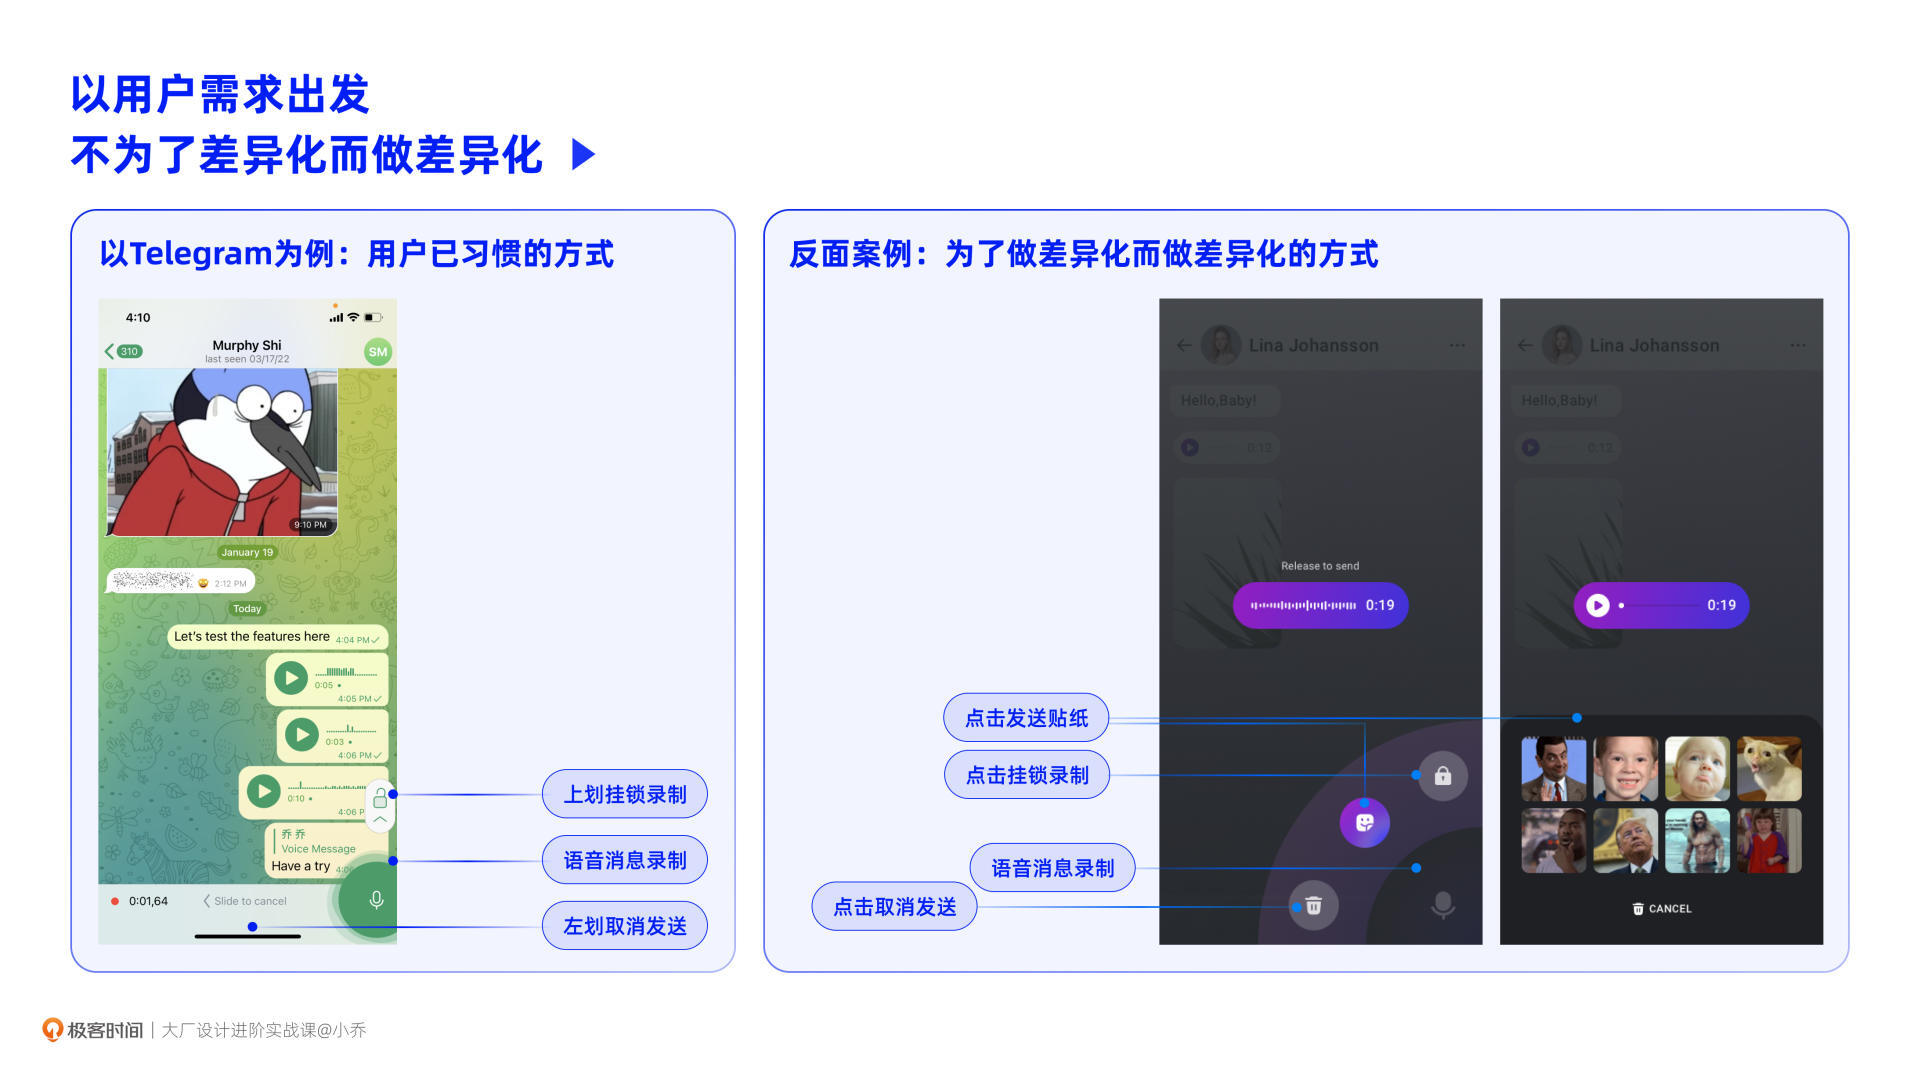 以用户需求出发
不为了差异化而做差异化
以Telegram为例：用户已习惯的方式
4:10
310
Murphy Shi
last seen 03/17/22
SM
9:10 PM
January 19
2:12 PM
Today
Let's test the features here 4:04 PM
0:05
4:05 PM
0:03
4:06 PM
0:10
4:06 P
乔 乔
Voice Message
Have a try 4:0
0:01,64
Slide to cancel
上划挂锁录制
语音消息录制
左划取消发送
反面案例：为了做差异化而做差异化的方式
Lina Johansson
Hello,Baby!
0:12
Release to send
0:19
点击发送贴纸
点击挂锁录制
语音消息录制
点击取消发送
Lina Johansson
Hello,Baby!
0:12
0:19
CANCEL
极客时间 | 大厂设计进阶实战课@小乔